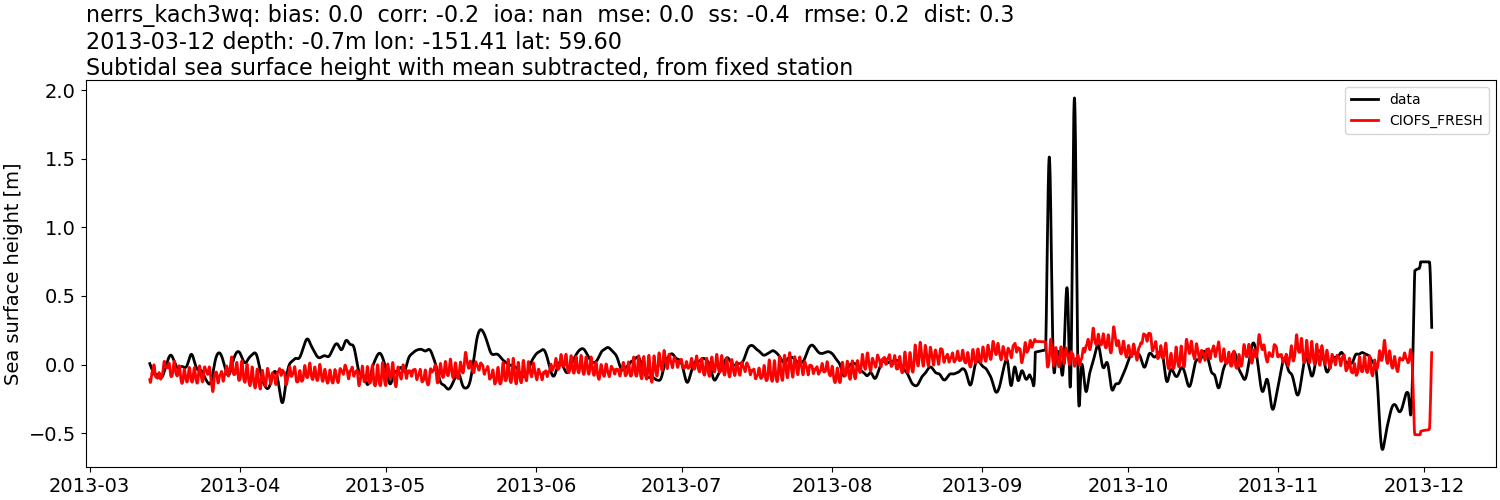 nerrs_kach3wq: bias: 0.0  corr: -0.2  ioa: nan  mse: 0.0  ss: -0.4  rmse: 0.2  dist: 0.3
2013-03-12 depth: -0.7m lon: -151.41 lat: 59.60
Subtidal sea surface height with mean subtracted, from fixed station
data
CIOFS_FRESH
Sea surface height [m]
2.0
1.5
1.0
0.5
0.0
−0.5
2013-03 2013-04 2013-05 2013-06 2013-07 2013-08 2013-09 2013-10 2013-11 2013-12